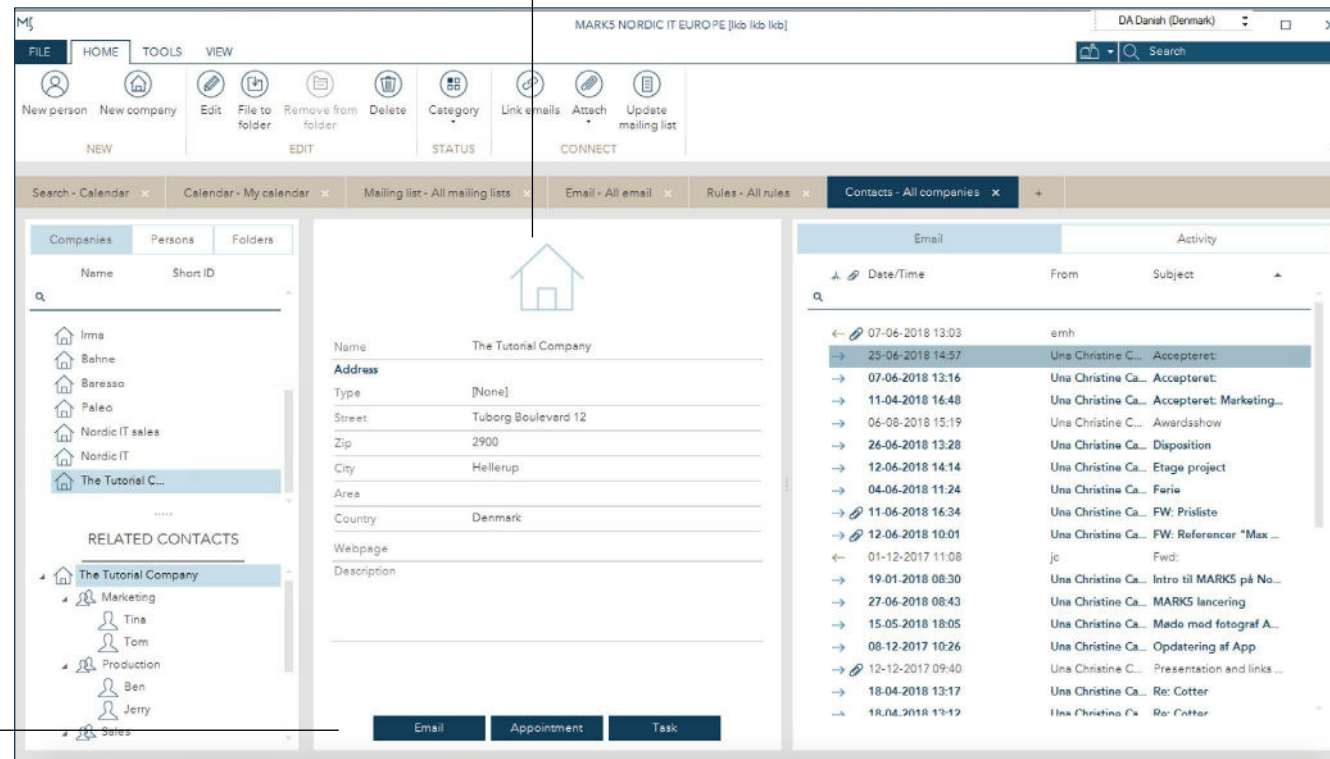 MARK5 NORDIC IT EUROPE [lkb lkb lkb]
DA Danish (Denmark)
FILE HOME TOOLS VIEW
Search
New person New company Edit File to folder Remove from folder Delete Category Link emails Attach Update mailing list
NEW EDIT STATUS CONNECT
Search - Calendar × Calendar - My calendar × Mailing list - All mailing lists × Email - All email × Rules - All rules × Contacts - All companies × +
Companies Persons Folders
Name Short ID
Irma
Bahne
Baresso
Paleo
Nordic IT sales
Nordic IT
The Tutorial C...
RELATED CONTACTS
The Tutorial Company
Marketing
Tina
Tom
Production
Ben
Jerry
Sales
Name The Tutorial Company
Address
Type [None]
Street Tuborg Boulevard 12
Zip 2900
City Hellerup
Area
Country Denmark
Webpage
Description
Email Appointment Task
Email Activity
Date/Time From Subject
07-06-2018 13:03 emh
25-06-2018 14:57 Una Christine C... Accepteret:
07-06-2018 13:16 Una Christine Ca... Accepteret:
11-04-2018 16:48 Una Christine Ca... Accepteret: Marketing...
06-08-2018 15:19 Una Christine C... Awardsshow
26-06-2018 13:28 Una Christine Ca... Disposition
12-06-2018 14:14 Una Christine Ca... Etage project
04-06-2018 11:24 Una Christine Ca... Ferie
11-06-2018 16:34 Una Christine Ca... FW: Prisliste
12-06-2018 10:01 Una Christine Ca... FW: Referencer "Max ...
01-12-2017 11:08 jc Fwd:
19-01-2018 08:30 Una Christine Ca... Intro til MARK5 på No...
27-06-2018 08:43 Una Christine Ca... MARK5 lancering
15-05-2018 18:05 Una Christine Ca... Møde med fotograf A...
08-12-2017 10:26 Una Christine Ca... Opdatering af App
12-12-2017 09:40 Una Christine C... Presentation and links ...
18-04-2018 13:17 Una Christine Ca... Re: Cotter
18-04-2018 13:12 Una Christine Ca... Re: Cotter